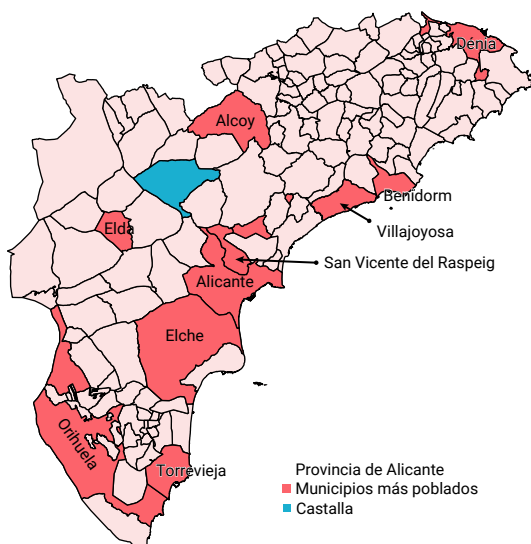 Dénia
Alcoy
Benidorm
Elda
Villajoyosa
San Vicente del Raspeig
Alicante
Elche
Orihuela
Torrevieja
Provincia de Alicante
Municipios más poblados
Castalla